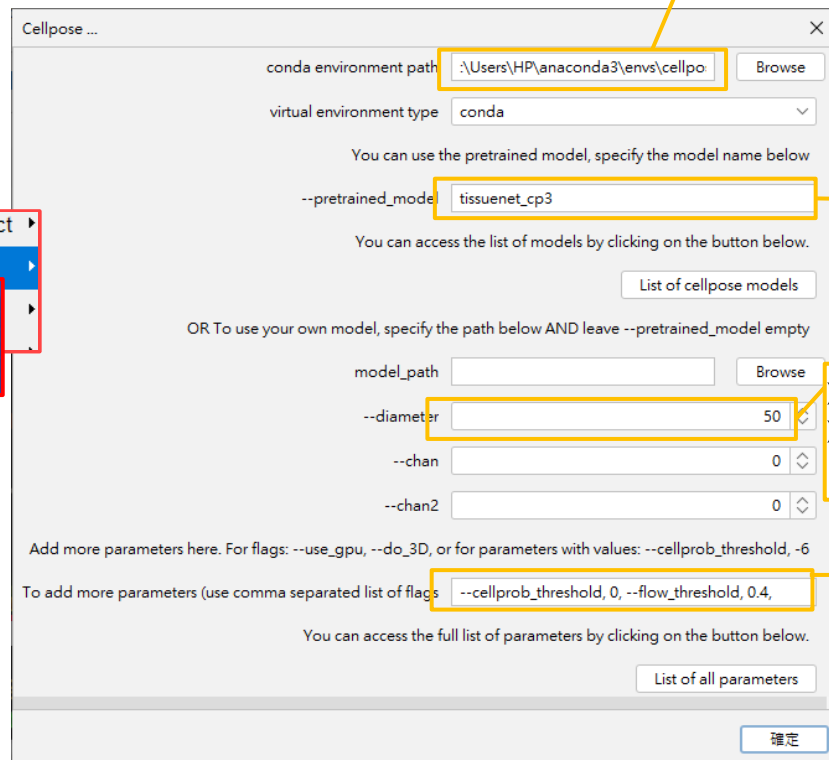 Cellpose ...
conda environment path :\Users\HP\anaconda3\envs\cellpo Browse
virtual environment type conda
You can use the pretrained model, specify the model name below
--pretrained_model tissuenet_cp3
ct
You can access the list of models by clicking on the button below.
List of cellpose models
OR To use your own model, specify the path below AND leave --pretrained_model empty
model_path Browse
--diameter 50
--chan 0
--chan2 0
Add more parameters here. For flags: --use_gpu, --do_3D, or for parameters with values: --cellprob_threshold, -6
To add more parameters (use comma separated list of flags --cellprob_threshold, 0, --flow_threshold, 0.4,
You can access the full list of parameters by clicking on the button below.
List of all parameters
確定